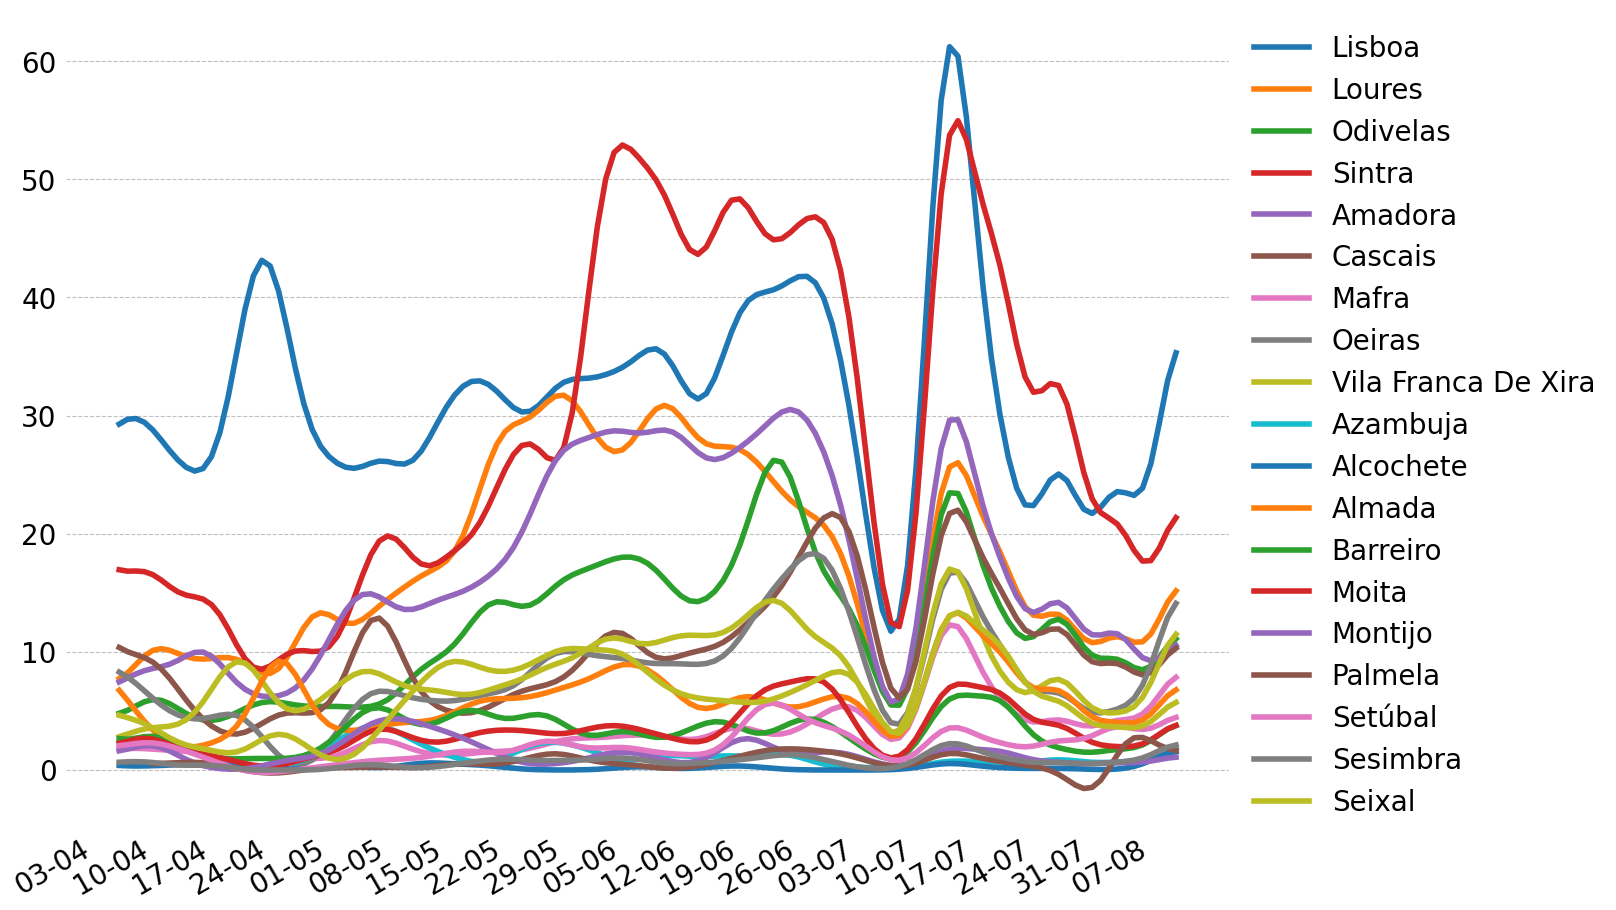 60
50
40
30
20
10
0
03-04
10-04
17-04
24-04
01-05
08-05
15-05
22-05
29-05
05-06
12-06
19-06
26-06
03-07
10-07
17-07
24-07
31-07
07-08
Lisboa
Loures
Odivelas
Sintra
Amadora
Cascais
Mafra
Oeiras
Vila Franca De Xira
Azambuja
Alcochete
Almada
Barreiro
Moita
Montijo
Palmela
Setúbal
Sesimbra
Seixal